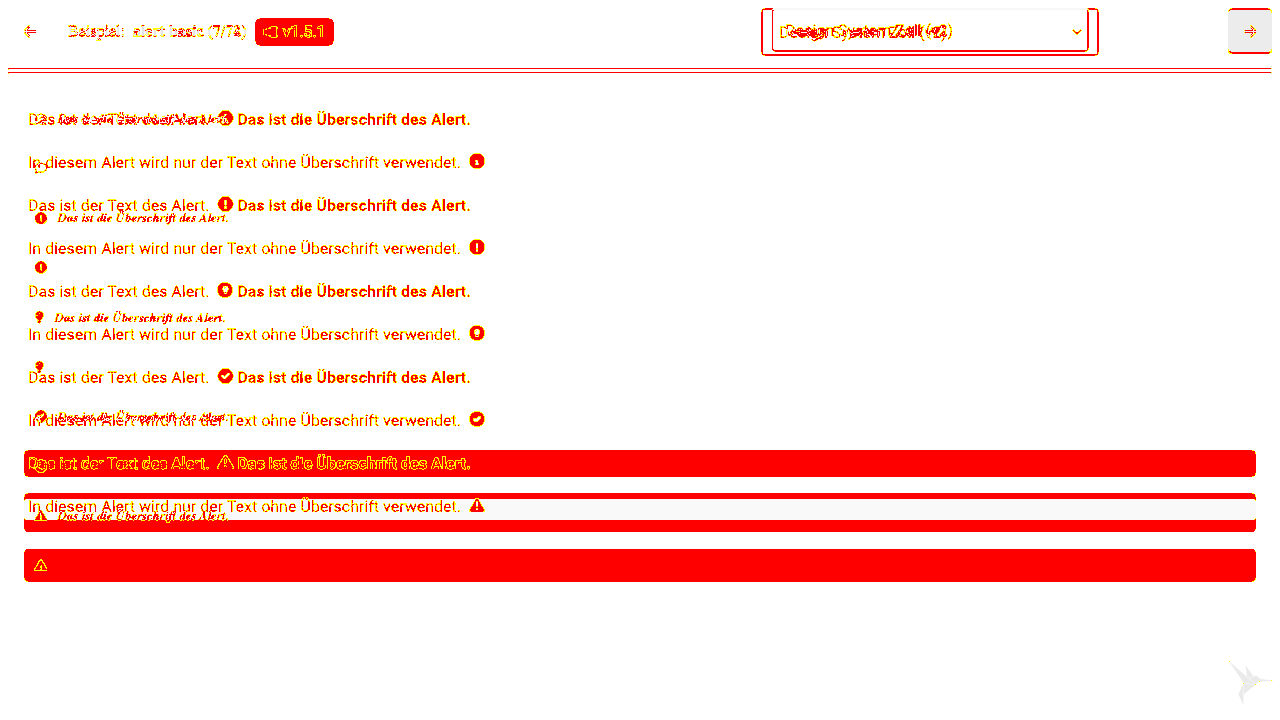 Beispiel: alert basic (7/72) v1.5.1
Design System Zoll (v2)
Das ist der Text des Alert. Das Ist die Überschrift des Alert.
In diesem Alert wird nur der Text ohne Überschrift verwendet.
Das ist der Text des Alert. Das Ist die Überschrift des Alert.
Das ist die Überschrift des Alert.
In diesem Alert wird nur der Text ohne Überschrift verwendet.
Das ist der Text des Alert. Das Ist die Überschrift des Alert.
Das ist die Überschrift des Alert.
In diesem Alert wird nur der Text ohne Überschrift verwendet.
Das ist der Text des Alert. Das Ist die Überschrift des Alert.
Das ist die Überschrift des Alert.
In diesem Alert wird nur der Text ohne Überschrift verwendet.
Das ist der Text des Alert. Das Ist die Überschrift des Alert.
In diesem Alert wird nur der Text ohne Überschrift verwendet.
Das ist die Überschrift des Alert.